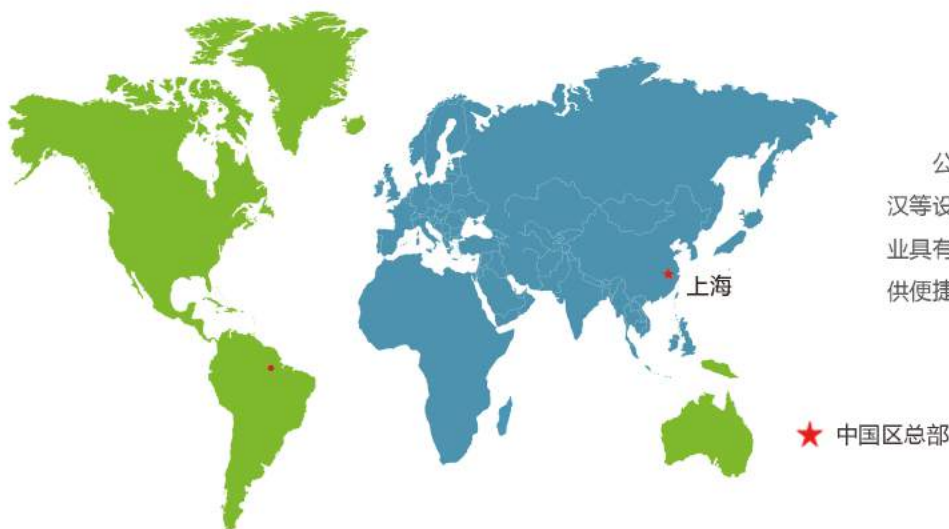 公
汉等设
业具有
供便捷
上海
中国区总部